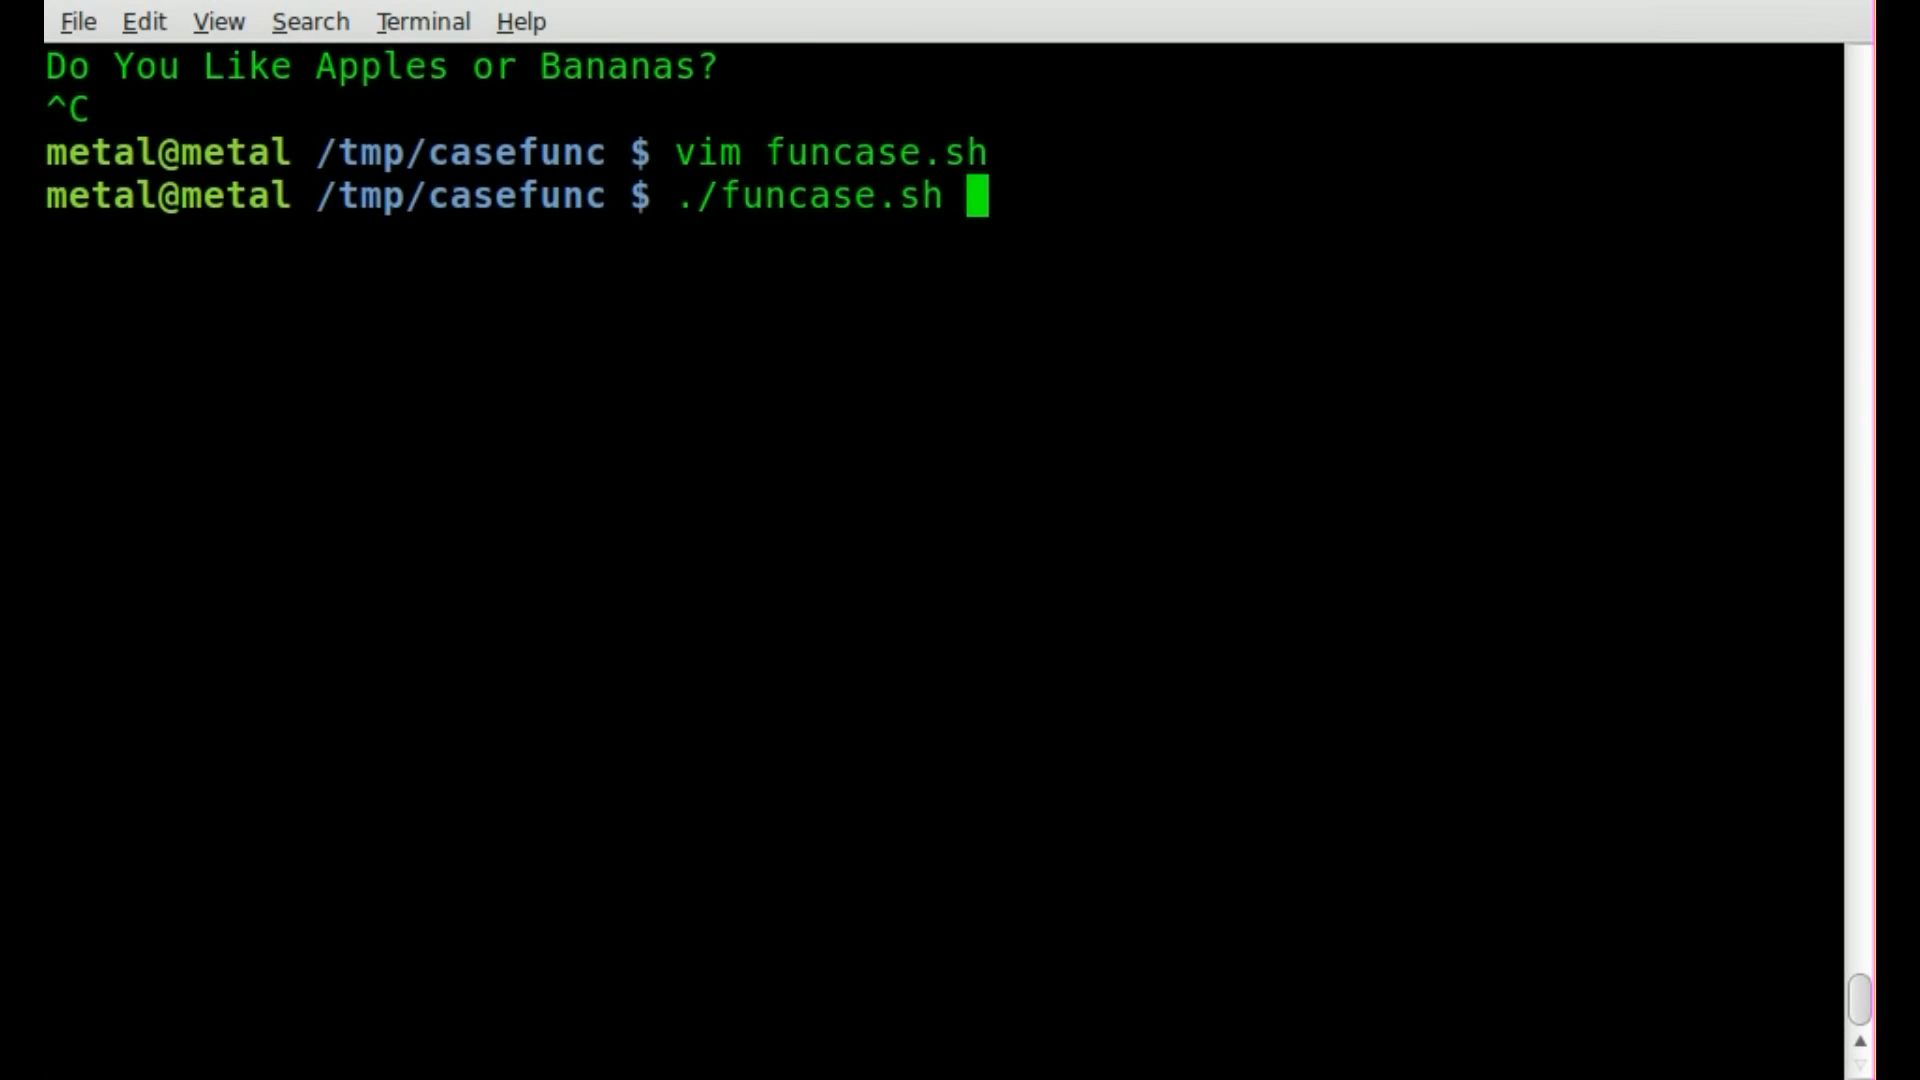 File Edit View Search Terminal Help
Do You Like Apples or Bananas?
^C
metal@metal /tmp/casefunc $ vim funcase.sh
metal@metal /tmp/casefunc $ ./funcase.sh